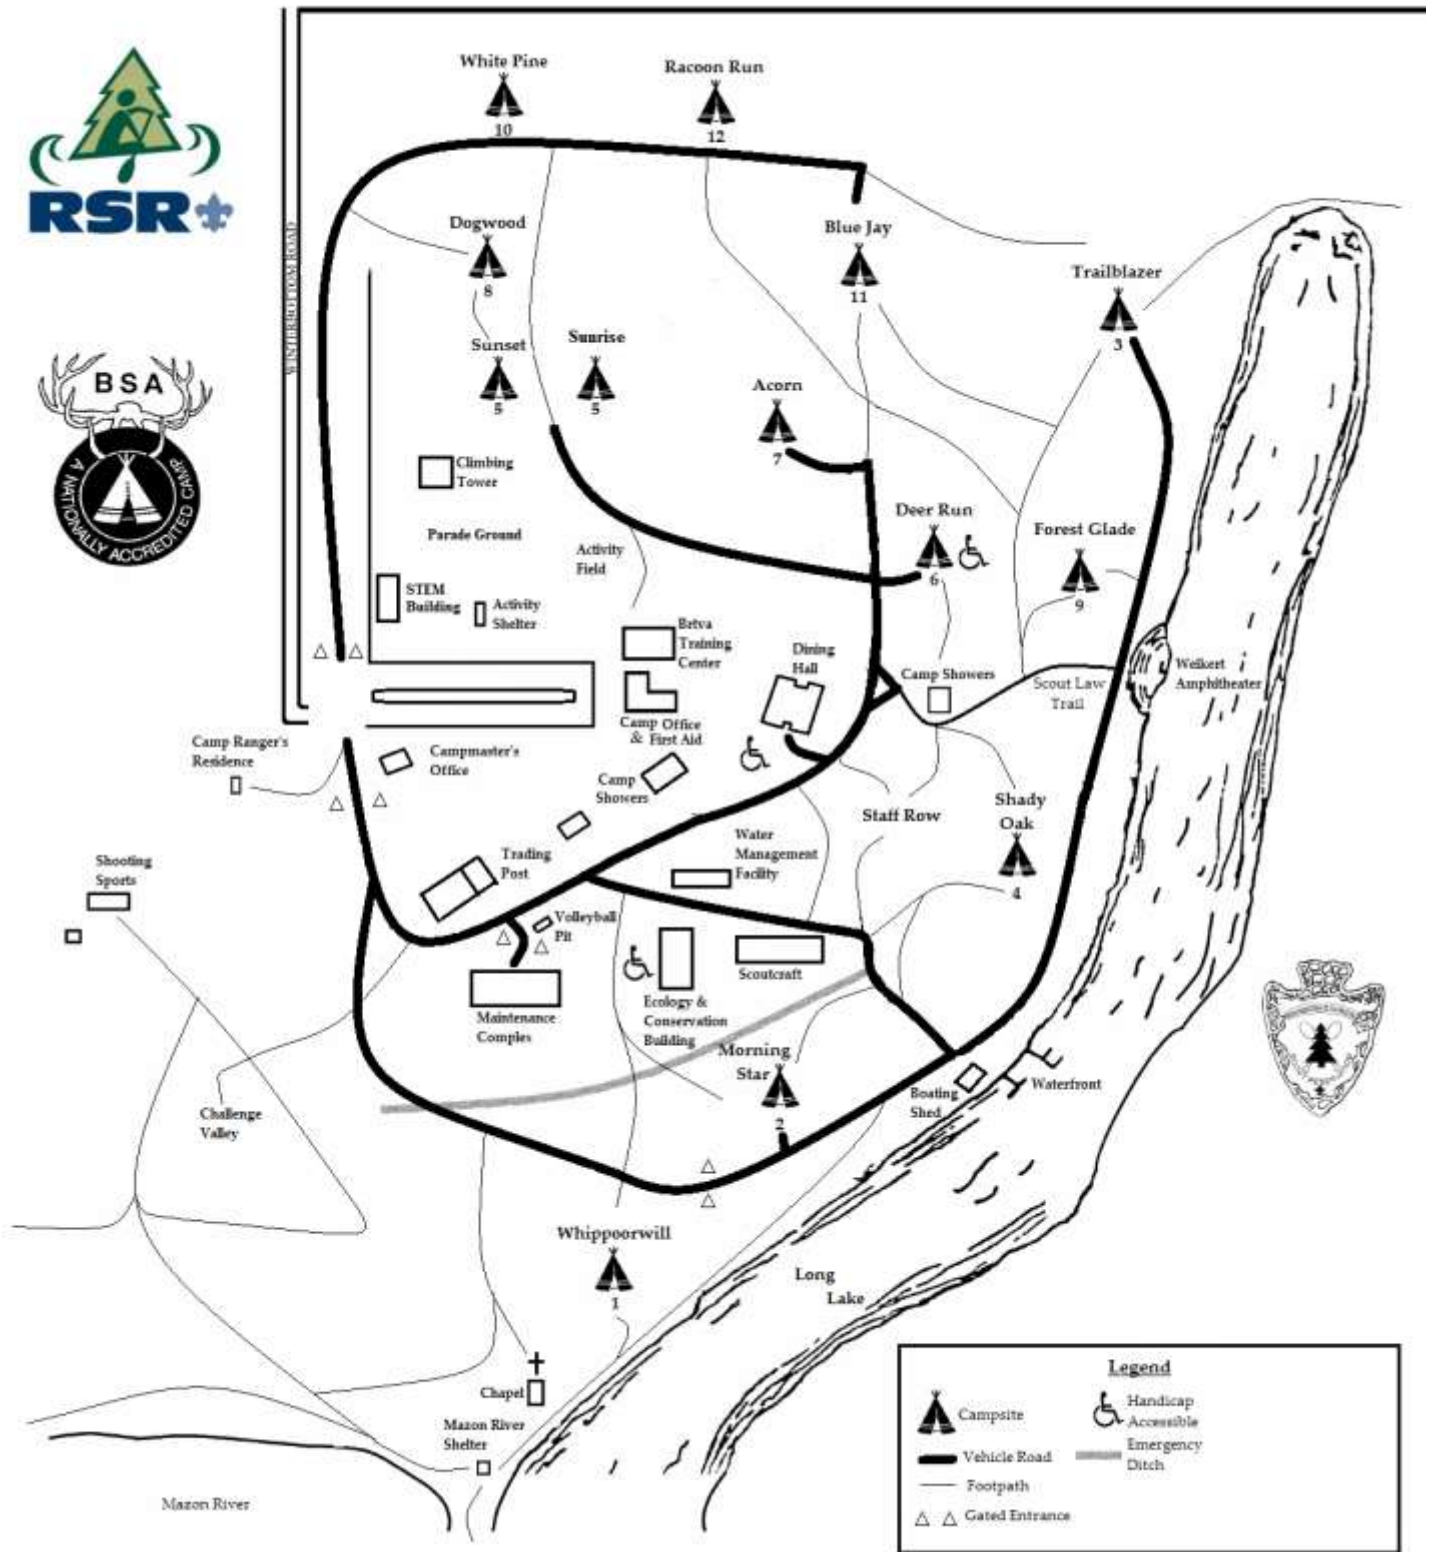 White Pine
10
Racoon Run
12
RSR
WINTERBOTTOM ROAD
Dogwood
8
Blue Jay
11
Trailblazer
3
Sunset
5
Sunrise
5
BSA
A NATIONALLY ACCREDITED CAMP
Acorn
7
Climbing
Tower
Parade Ground
Activity
Field
Deer Run
6
Forest Glade
9
STEM
Building
Activity
Shelter
Brtva
Training
Center
Dining
Hall
Camp Showers
Scout Law
Trail
Weikert
Amphitheater
Camp Office
& First Aid
Camp Ranger's
Residence
Campmaster's
Office
Camp
Showers
Staff Row
Shady
Oak
4
Water
Management
Facility
Trading
Post
Shooting
Sports
Volleyball
Pit
Scoutcraft
Maintenance
Comples
Ecology &
Conservation
Building
Morning
Star
2
Boating
Shed
Waterfront
Challenge
Valley
Whippoorwill
1
Long
Lake
Chapel
Mazon River
Shelter
Mazon River
Legend
Campsite
Handicap
Accessible
Vehicle Road
Emergency
Ditch
Footpath
Gated Entrance